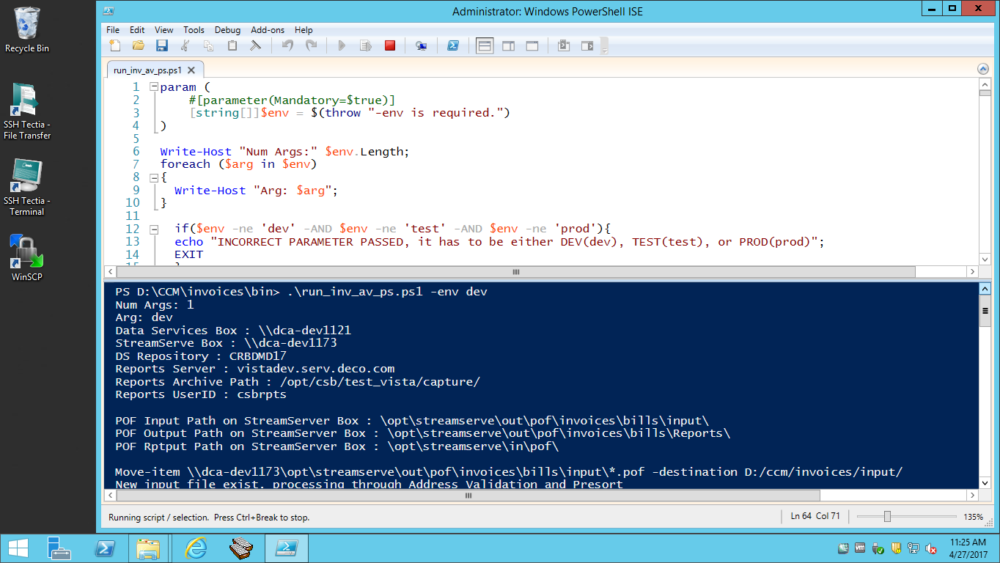 Administrator: Windows PowerShell ISE
Recycle Bin
SSH Tectia -
File Transfer
SSH Tectia -
Terminal
WinSCP
File Edit View Tools Debug Add-ons Help
run_inv_av_ps.ps1
1 param (
2 #[parameter(Mandatory=$true)]
3 [string[]]$env = $(throw "-env is required.")
4 )
5
6 Write-Host "Num Args:" $env.Length;
7 foreach ($arg in $env)
8 {
9 Write-Host "Arg: $arg";
10 }
11
12 if($env -ne 'dev' -AND $env -ne 'test' -AND $env -ne 'prod'){
13 echo "INCORRECT PARAMETER PASSED, it has to be either DEV(dev), TEST(test), or PROD(prod)";
14 EXIT
15 }
PS D:\CCM\invoices\bin> .\run_inv_av_ps.ps1 -env dev
Num Args: 1
Arg: dev
Data Services Box : \\dca-dev1121
StreamServe Box : \\dca-dev1173
DS Repository : CRBDMD17
Reports Server : vistadev.serv.deco.com
Reports Archive Path : /opt/csb/test_vista/capture/
Reports UserID : csbrpts
POF Input Path on StreamServer Box : \opt\streamserve\out\pof\invoices\bills\input\
POF Output Path on StreamServer Box : \opt\streamserve\out\pof\invoices\bills\Reports\
POF Rptput Path on StreamServer Box : \opt\streamserve\in\pof\
Move-item \\dca-dev1173\opt\streamserve\out\pof\invoices\bills\input\*.pof -destination D:/ccm/invoices/input/
New input file exist, processing through Address Validation and Presort
Running script / selection. Press Ctrl+Break to stop.
Ln 64 Col 71
135%
11:25 AM
4/27/2017